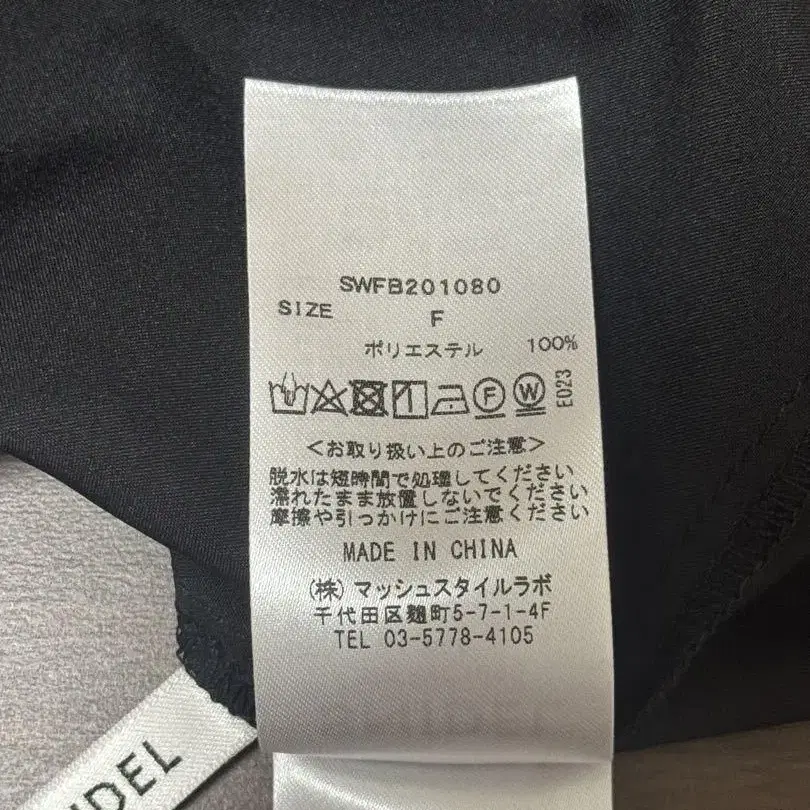 SWFB201080
SIZE F
ポリエステル 100%
F W E023
<お取り扱い上のご注意>
脱水は短時間で処理してください
濡れたまま放置しないでください
摩擦や引っかけにご注意ください
MADE IN CHINA
(株) マッシュスタイルラボ
千代田区麹町5-7-1-4F
TEL 03-5778-4105
IDEL